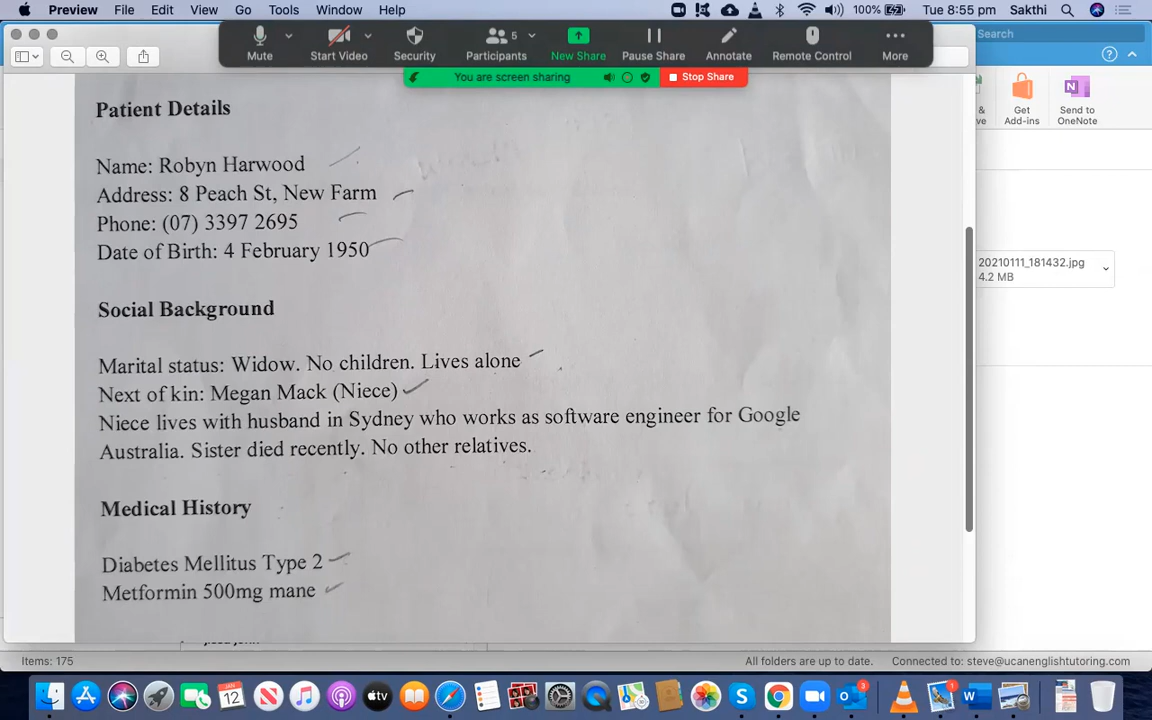 Preview File Edit View Go Tools Window Help 100% Tue 8:55 pm Sakthi
Mute Start Video Security Participants 5 New Share Pause Share Annotate Remote Control More
You are screen sharing Stop Share
Search
Get Add-ins
Send to OneNote
Patient Details
Name: Robyn Harwood
Address: 8 Peach St, New Farm
Phone: (07) 3397 2695
Date of Birth: 4 February 1950
20210111_181432.jpg
4.2 MB
Social Background
Marital status: Widow. No children. Lives alone
Next of kin: Megan Mack (Niece)
Niece lives with husband in Sydney who works as software engineer for Google
Australia. Sister died recently. No other relatives.
Medical History
Diabetes Mellitus Type 2
Metformin 500mg mane
Items: 175 All folders are up to date. Connected to: steve@ucanenglishtutoring.com
JAN
12
tv
3